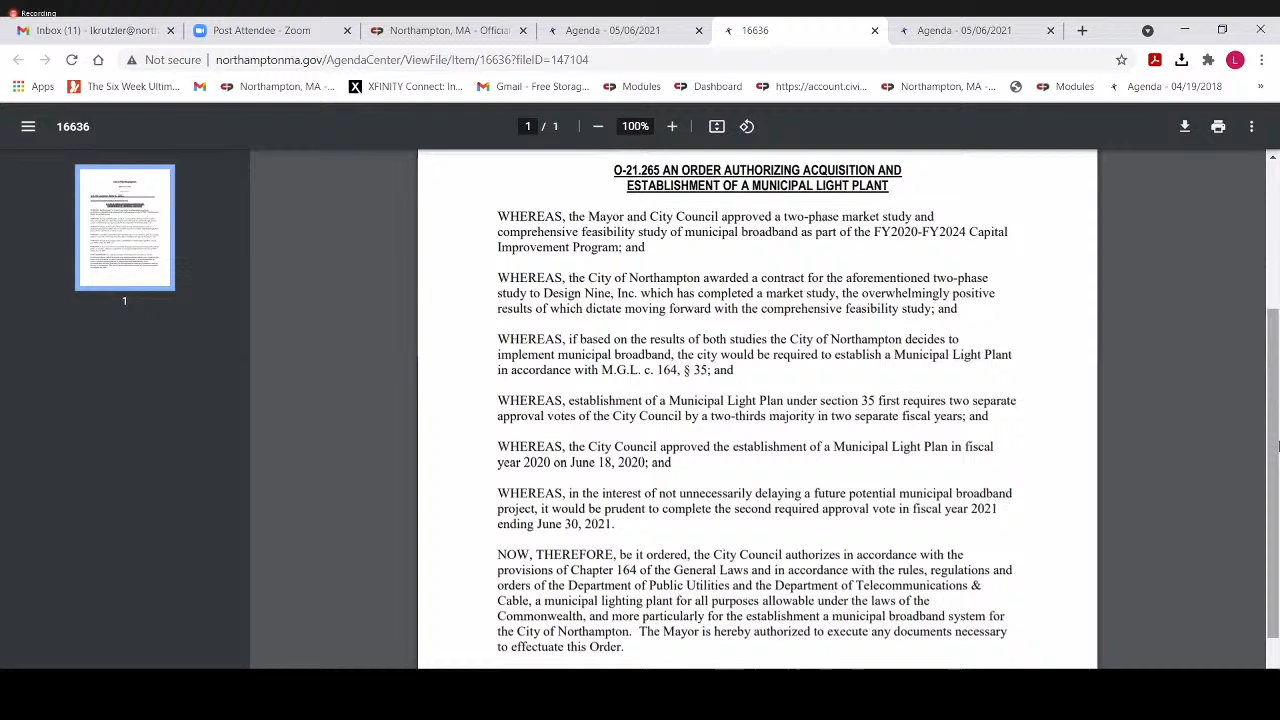 Recording
Inbox (11) - lkrutzler@north
Post Attendee - Zoom
Northampton, MA - Official
Agenda - 05/06/2021
16636
Agenda - 05/06/2021
Not secure
northamptonma.gov/AgendaCenter/ViewFile/Item/16636?fileID=147104
L
Apps
The Six Week Ultim...
Northampton, MA -...
XFINITY Connect: In...
Gmail - Free Storag...
Modules
Dashboard
https://account.civi...
Northampton, MA -...
Modules
Agenda - 04/19/2018
»
16636
1 / 1
100%
1
O-21.265 AN ORDER AUTHORIZING ACQUISITION AND
ESTABLISHMENT OF A MUNICIPAL LIGHT PLANT
WHEREAS, the Mayor and City Council approved a two-phase market study and
comprehensive feasibility study of municipal broadband as part of the FY2020-FY2024 Capital
Improvement Program; and
WHEREAS, the City of Northampton awarded a contract for the aforementioned two-phase
study to Design Nine, Inc. which has completed a market study, the overwhelmingly positive
results of which dictate moving forward with the comprehensive feasibility study; and
WHEREAS, if based on the results of both studies the City of Northampton decides to
implement municipal broadband, the city would be required to establish a Municipal Light Plant
in accordance with M.G.L. c. 164, § 35; and
WHEREAS, establishment of a Municipal Light Plan under section 35 first requires two separate
approval votes of the City Council by a two-thirds majority in two separate fiscal years; and
WHEREAS, the City Council approved the establishment of a Municipal Light Plan in fiscal
year 2020 on June 18, 2020; and
WHEREAS, in the interest of not unnecessarily delaying a future potential municipal broadband
project, it would be prudent to complete the second required approval vote in fiscal year 2021
ending June 30, 2021.
NOW, THEREFORE, be it ordered, the City Council authorizes in accordance with the
provisions of Chapter 164 of the General Laws and in accordance with the rules, regulations and
orders of the Department of Public Utilities and the Department of Telecommunications &
Cable, a municipal lighting plant for all purposes allowable under the laws of the
Commonwealth, and more particularly for the establishment a municipal broadband system for
the City of Northampton.  The Mayor is hereby authorized to execute any documents necessary
to effectuate this Order.